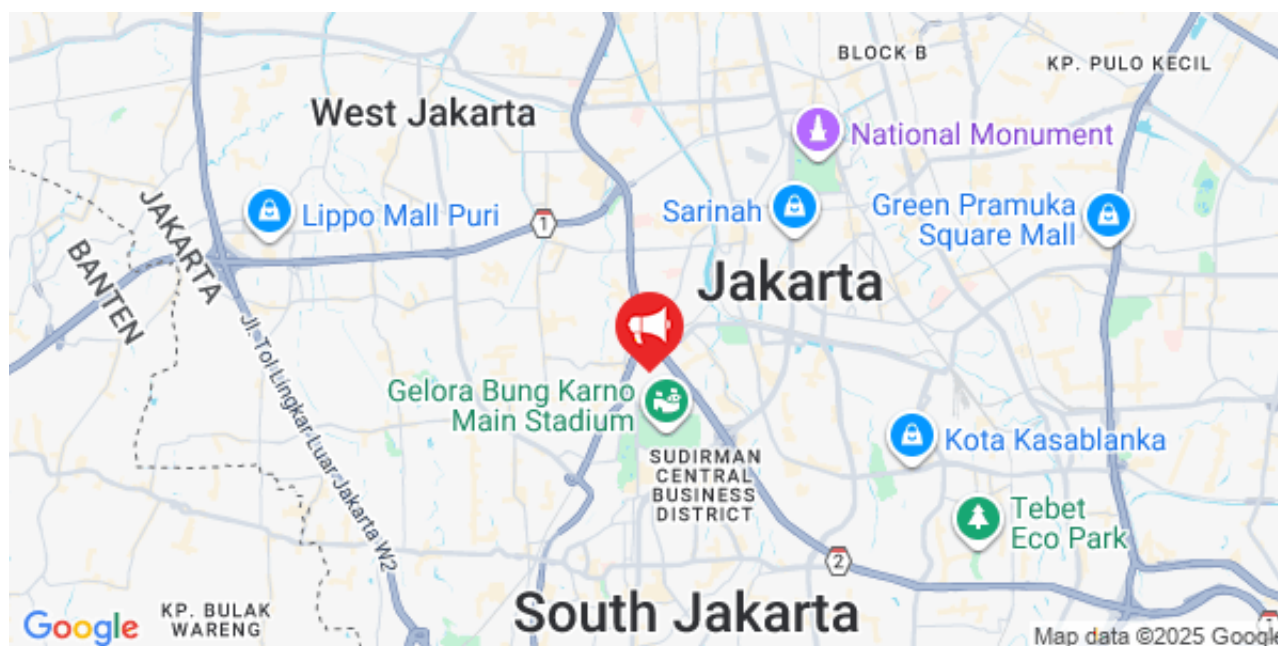 BLOCK B
KP. PULO KECIL
West Jakarta
National Monument
JAKARTA
BANTEN
Lippo Mall Puri
1
Sarinah
Green Pramuka
Square Mall
Jakarta
Jl. Tol Lingkar Luar Jakarta W2
Gelora Bung Karno
Main Stadium
Kota Kasablanka
SUDIRMAN
CENTRAL
BUSINESS
DISTRICT
Tebet
Eco Park
2
South Jakarta
KP. BULAK
WARENG
Google
Map data ©2025 Google